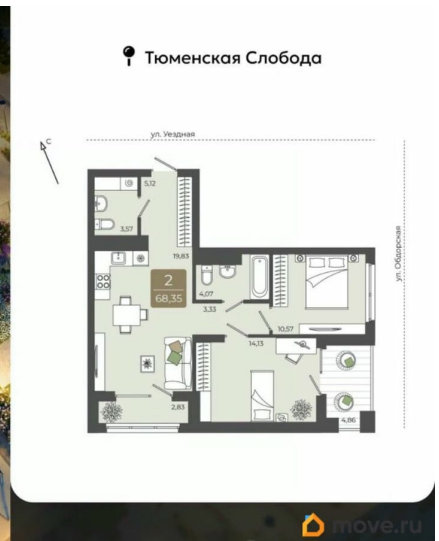 Тюменская Слобода
ул. Уездная
С
5,12
3,57
19,83
2
68,35
4,07
3,33
10,57
14,13
2,83
4,86
ул. Обдорская
move.ru